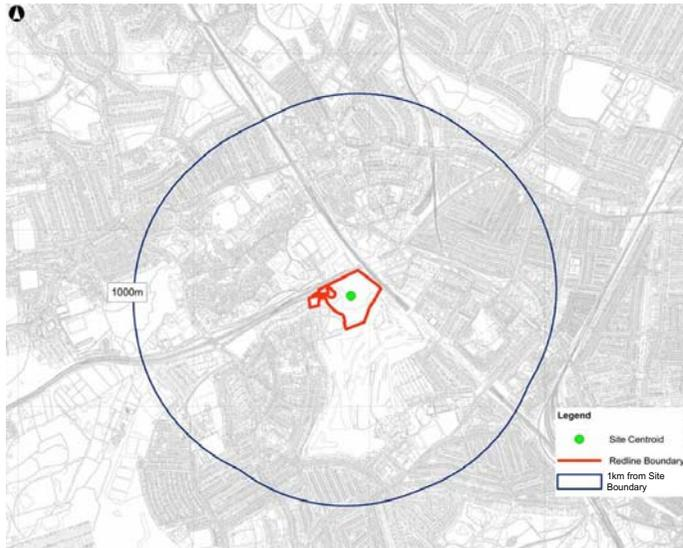 1000m
Legend
Site Centroid
Redline Boundary
1km from Site
Boundary